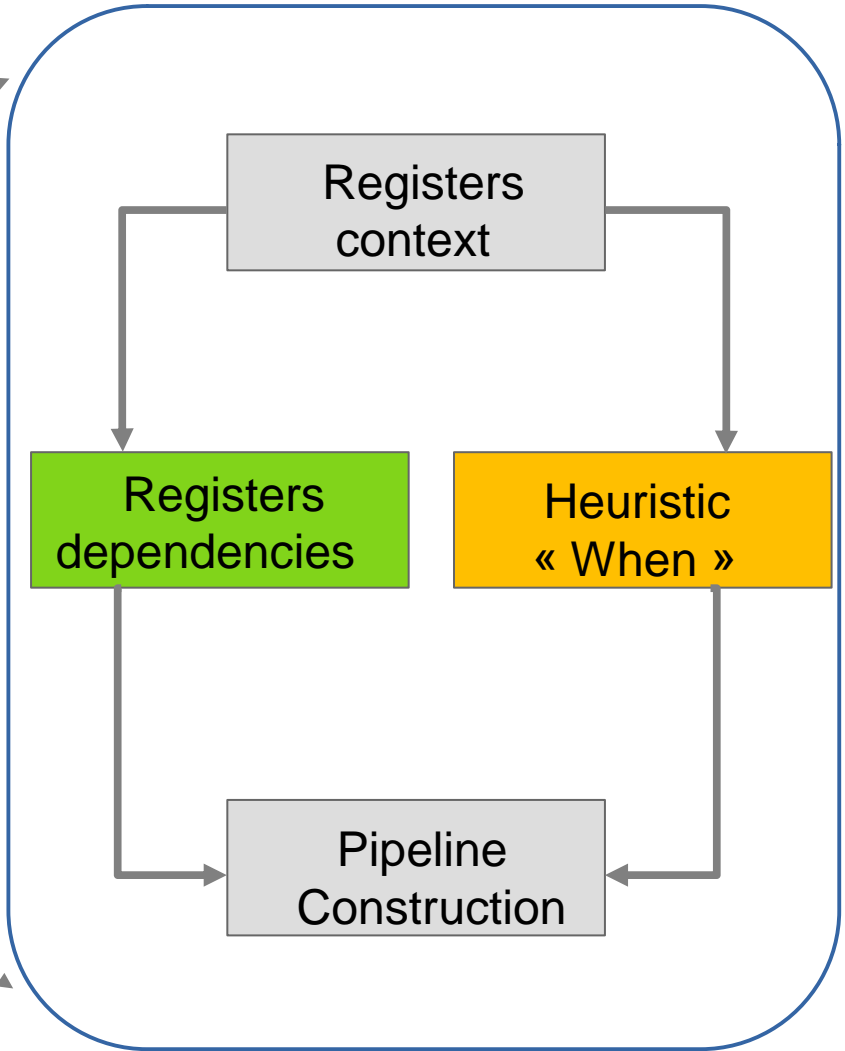 Registers
context
Registers
dependencies
Heuristic
« When »
Pipeline
Construction